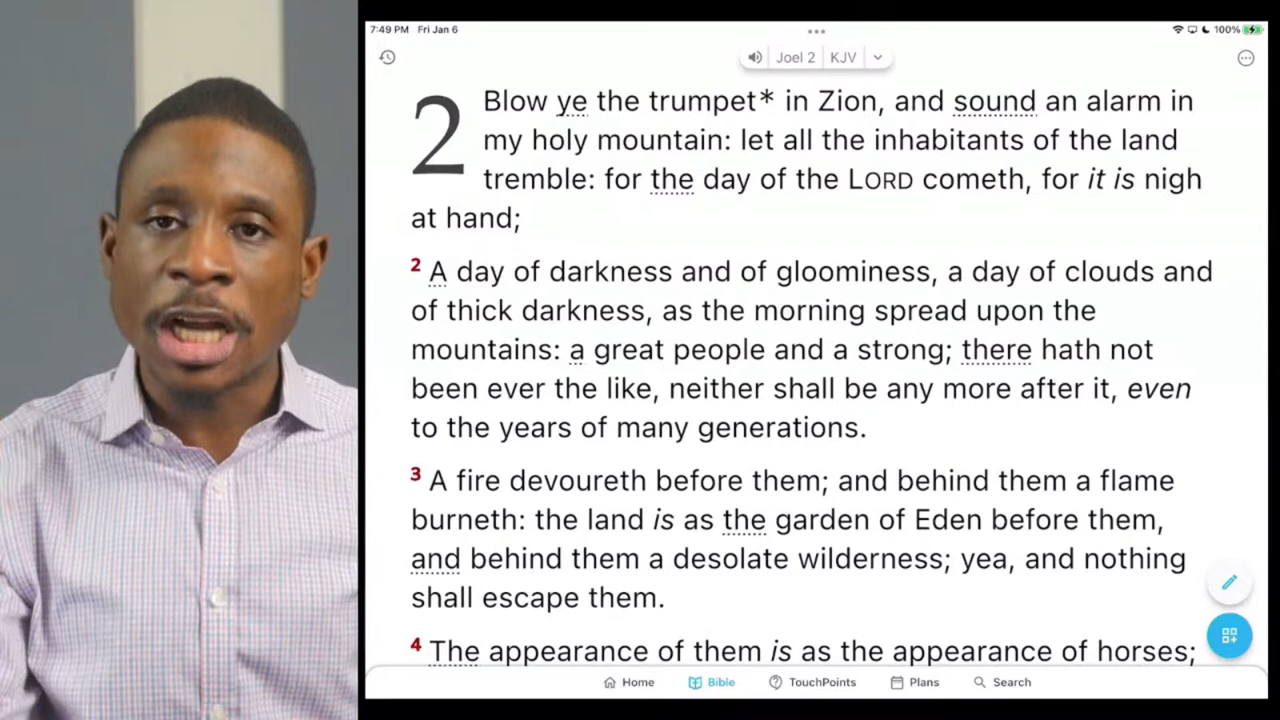 7:49 PM Fri Jan 6
100%
Joel 2 KJV
2 Blow ye the trumpet* in Zion, and sound an alarm in
my holy mountain: let all the inhabitants of the land
tremble: for the day of the LORD cometh, for it is nigh
at hand;
2 A day of darkness and of gloominess, a day of clouds and
of thick darkness, as the morning spread upon the
mountains: a great people and a strong; there hath not
been ever the like, neither shall be any more after it, even
to the years of many generations.
3 A fire devoureth before them; and behind them a flame
burneth: the land is as the garden of Eden before them,
and behind them a desolate wilderness; yea, and nothing
shall escape them.
4 The appearance of them is as the appearance of horses;
Home Bible TouchPoints Plans Search